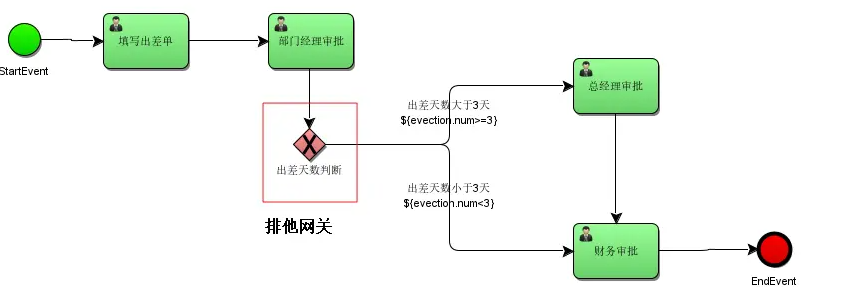 填写出差单
部门经理审批
StartEvent
总经理审批
出差天数大于3天
${evection.num>=3}
出差天数判断
出差天数小于3天
${evection.num<3}
排他网关
财务审批
EndEvent